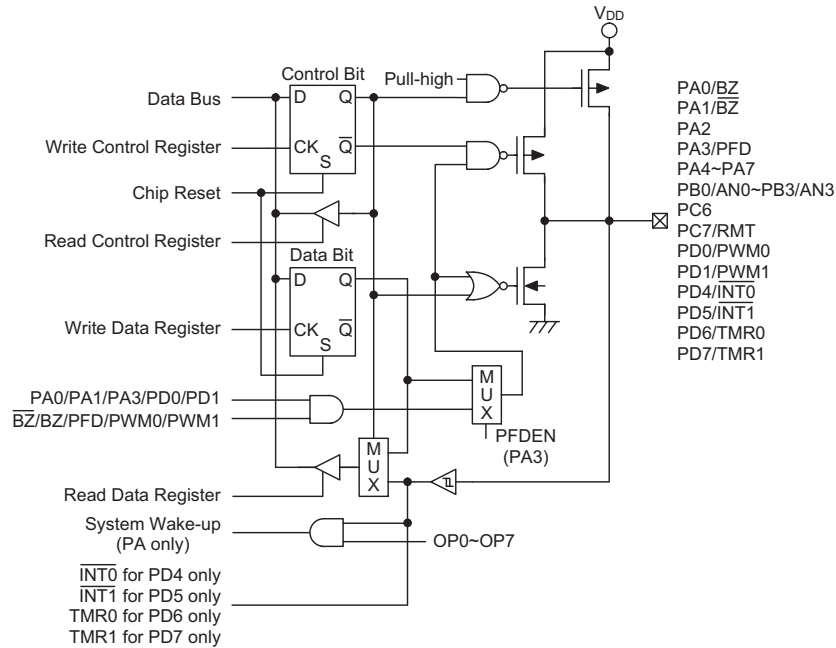 V_DD
Control Bit
Pull-high
Data Bus
D Q
Write Control Register
CK Q̅
S
Chip Reset
Read Control Register
Data Bit
D Q
Write Data Register
CK Q̅
S
PA0/PA1/PA3/PD0/PD1
B̅Z̅/BZ/PFD/PWM0/PWM1
M
U
X
PFDEN
(PA3)
M
U
X
Read Data Register
System Wake-up
(PA only)
OP0~OP7
I̅N̅T̅0̅ for PD4 only
I̅N̅T̅1̅ for PD5 only
TMR0 for PD6 only
TMR1 for PD7 only
PA0/BZ
PA1/B̅Z̅
PA2
PA3/PFD
PA4~PA7
PB0/AN0~PB3/AN3
PC6
PC7/RMT
PD0/PWM0
PD1/PWM1
PD4/I̅N̅T̅0̅
PD5/I̅N̅T̅1̅
PD6/TMR0
PD7/TMR1